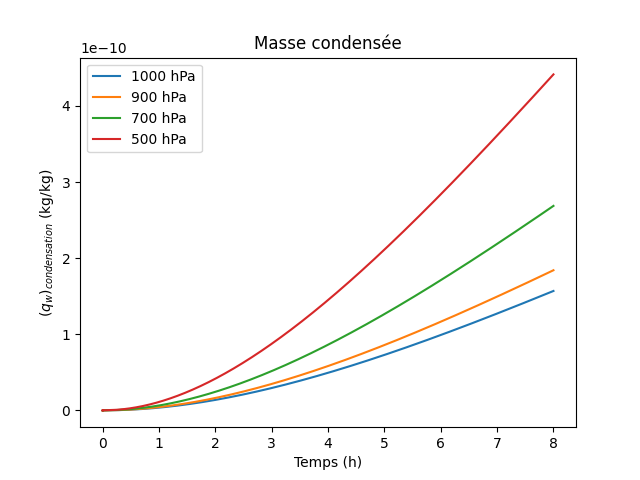 Masse condensée
1e−10
1000 hPa
900 hPa
700 hPa
500 hPa
4
3
2
1
0
(q_w)_condensation (kg/kg)
0 1 2 3 4 5 6 7 8
Temps (h)